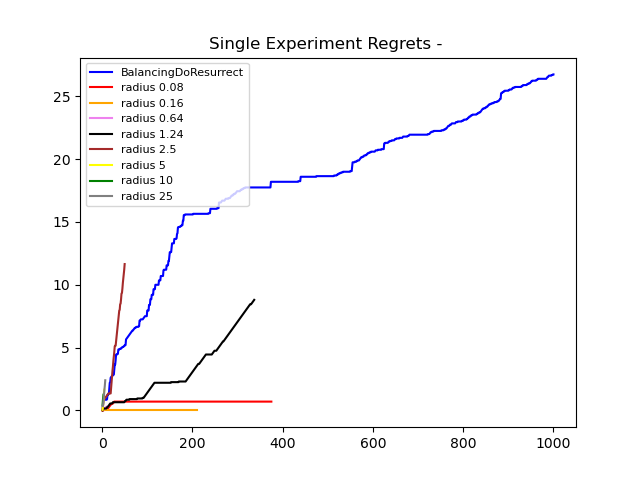 Single Experiment Regrets -
BalancingDoResurrect
radius 0.08
radius 0.16
radius 0.64
radius 1.24
radius 2.5
radius 5
radius 10
radius 25
25
20
15
10
5
0
0 200 400 600 800 1000